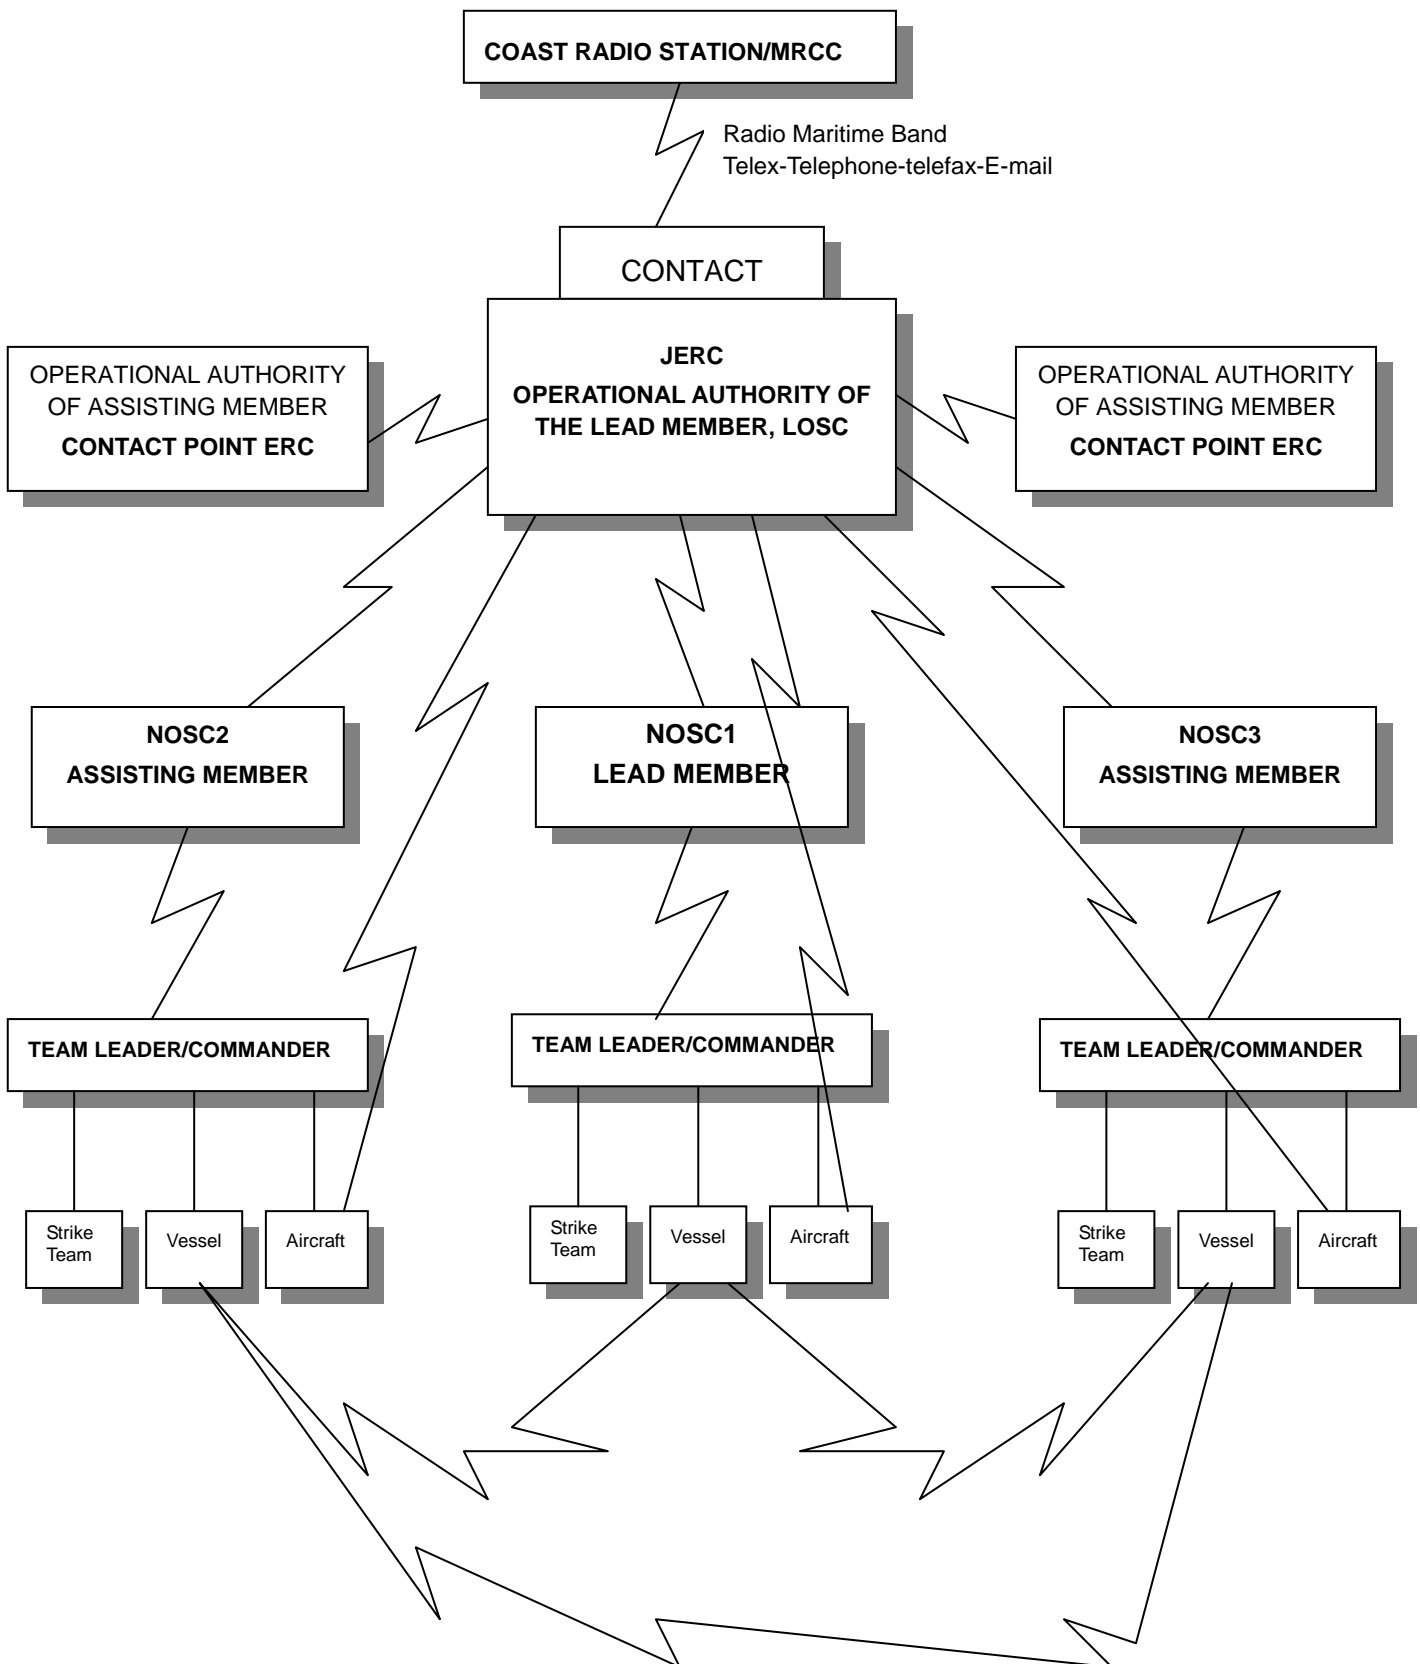 COAST RADIO STATION/MRCC
Radio Maritime Band
Telex-Telephone-telefax-E-mail
CONTACT
OPERATIONAL AUTHORITY
OF ASSISTING MEMBER
CONTACT POINT ERC
JERC
OPERATIONAL AUTHORITY OF
THE LEAD MEMBER, LOSC
OPERATIONAL AUTHORITY
OF ASSISTING MEMBER
CONTACT POINT ERC
NOSC2
ASSISTING MEMBER
NOSC1
LEAD MEMBER
NOSC3
ASSISTING MEMBER
TEAM LEADER/COMMANDER
TEAM LEADER/COMMANDER
TEAM LEADER/COMMANDER
Strike
Team
Vessel
Aircraft
Strike
Team
Vessel
Aircraft
Strike
Team
Vessel
Aircraft